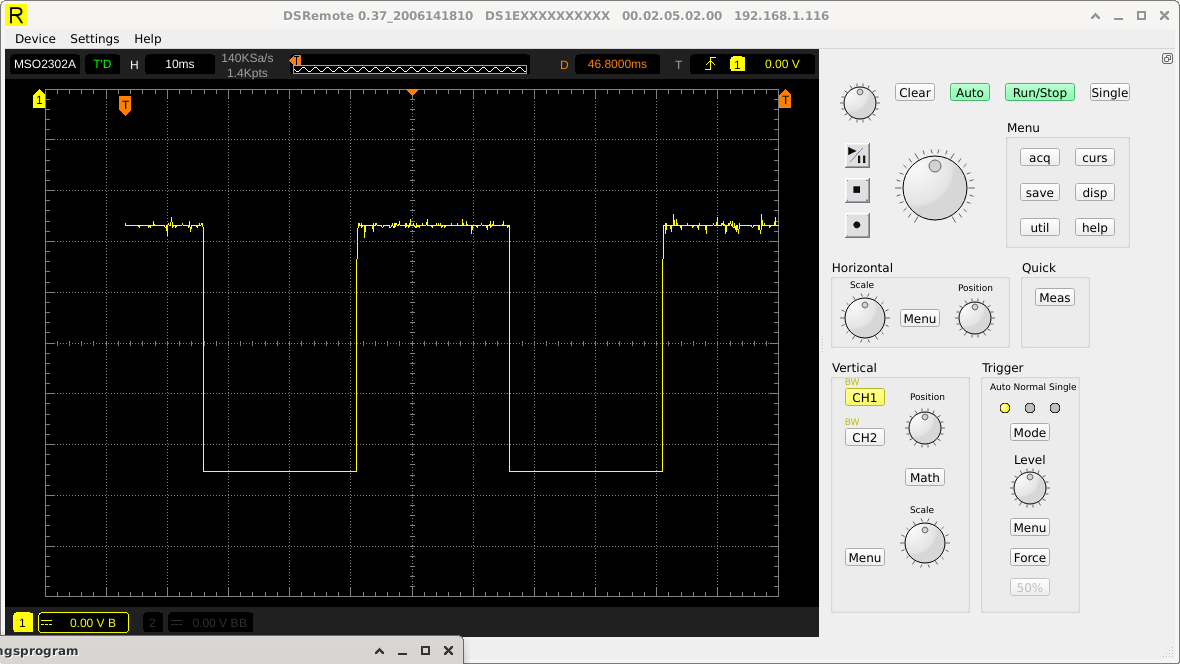 R DSRemote 0.37_2006141810 DS1EXXXXXXXXXX 00.02.05.02.00 192.168.1.116
Device Settings Help
MSO2302A T'D H 10ms 140KSa/s T D 46.8000ms T 1 0.00 V
1.4Kpts
1 T T
Clear Auto Run/Stop Single
Menu
acq curs
save disp
util help
Horizontal Quick
Scale Position
Menu
Meas
Vertical Trigger
BW
CH1
Position
BW
CH2
Math
Scale
Menu
Auto Normal Single
Mode
Level
Menu
Force
50%
1 0.00 V B 2 0.00 V BB
ngsprogram